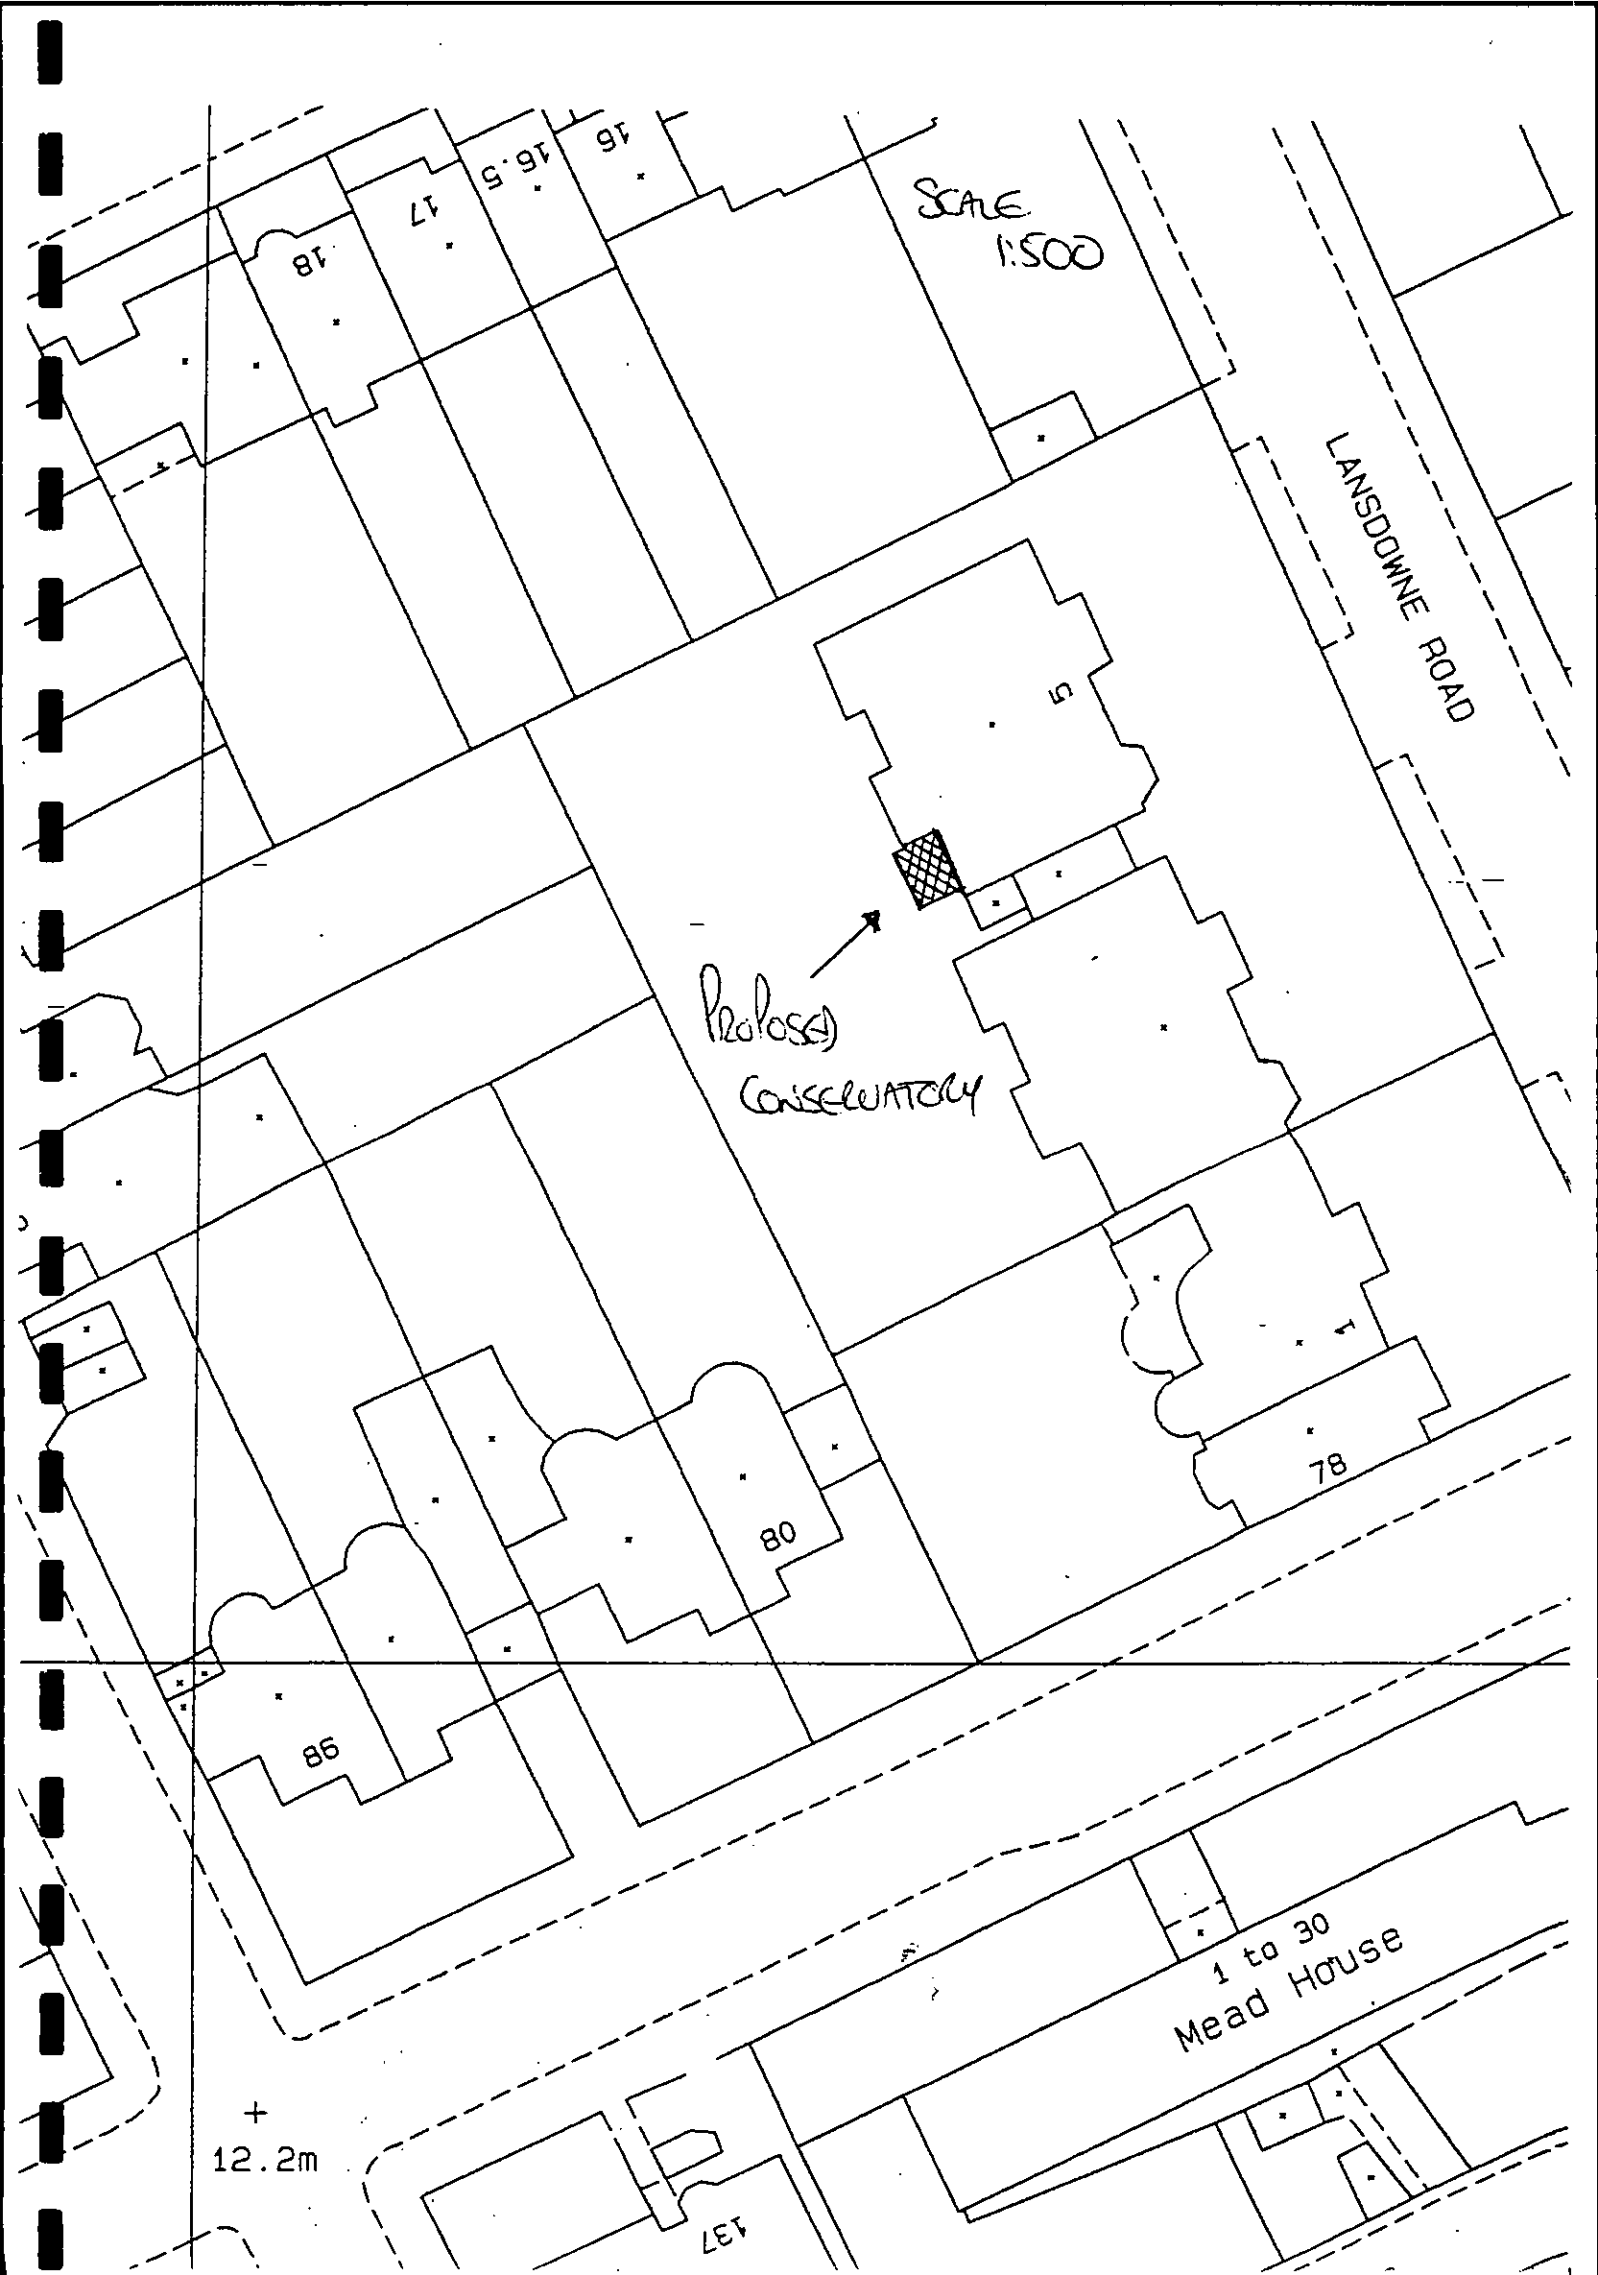 16
16.5
17
18
SCALE
1:500
LANSDOWNE ROAD
5
PROPOSED
CONSERVATORY
1
78
80
86
1 to 30
Mead House
12.2m
137